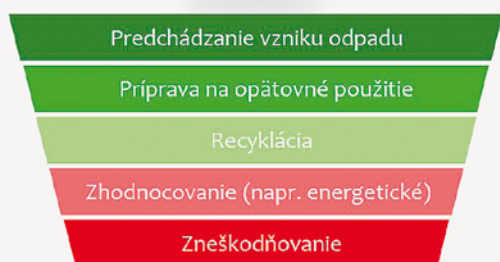 Predchádzanie vzniku odpadu
Príprava na opätovné použitie
Recyklácia
Zhodnocovanie (napr. energetické)
Zneškodňovanie